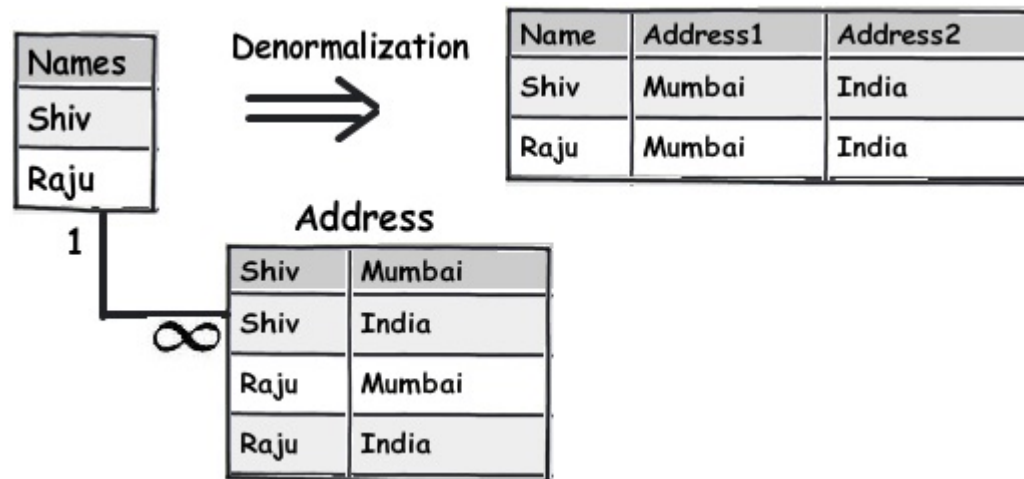 Names
Shiv
Raju
1
∞
Denormalization
Name Address1 Address2
Shiv Mumbai India
Raju Mumbai India
Address
Shiv Mumbai
Shiv India
Raju Mumbai
Raju India